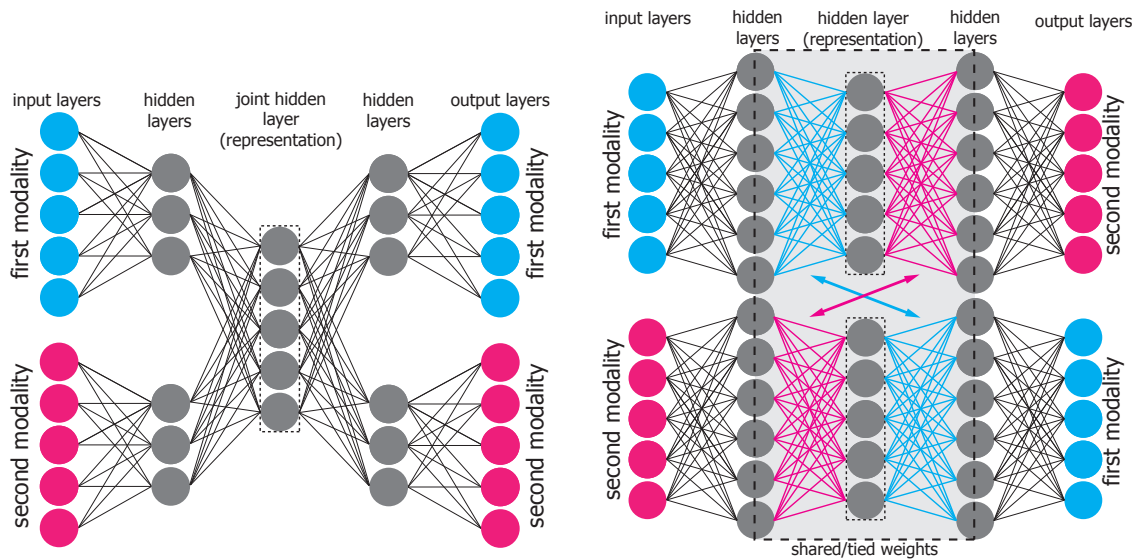 input layers
hidden
layers
joint hidden
layer
(representation)
hidden
layers
output layers
first modality
first modality
second modality
second modality
input layers
hidden
layers
hidden layer
(representation)
hidden
layers
output layers
first modality
second modality
second modality
first modality
shared/tied weights